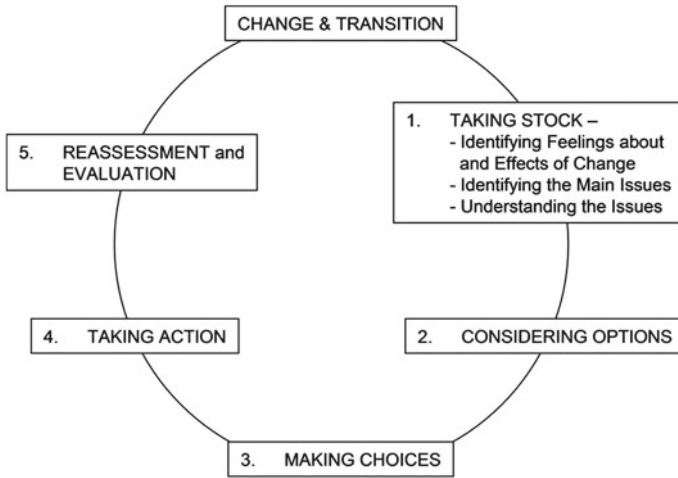 CHANGE & TRANSITION
1. TAKING STOCK –
- Identifying Feelings about
and Effects of Change
- Identifying the Main Issues
- Understanding the Issues
2. CONSIDERING OPTIONS
3. MAKING CHOICES
4. TAKING ACTION
5. REASSESSMENT and
EVALUATION